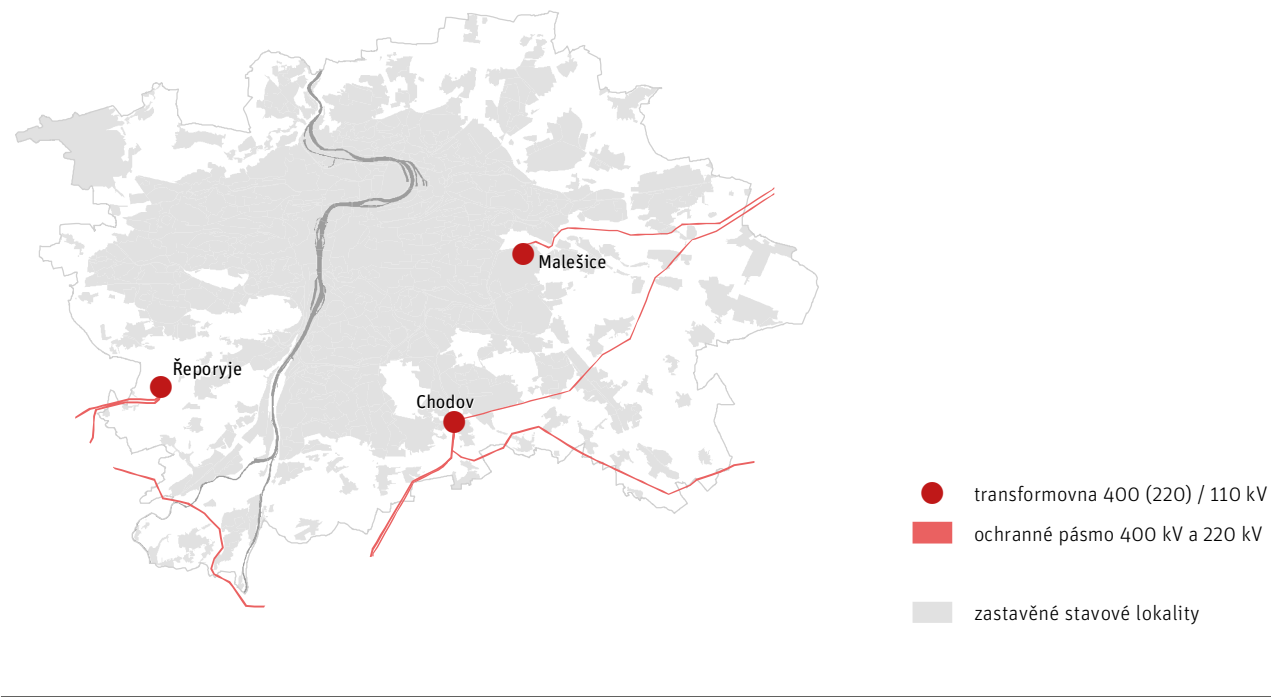 Malešice
Řeporyje
Chodov
transformovna 400 (220) / 110 kV
ochranné pásmo 400 kV a 220 kV
zastavěné stavové lokality